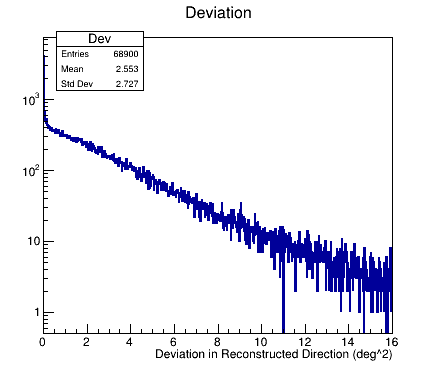 Deviation
Dev
Entries 68900
Mean 2.553
Std Dev 2.727
10^3
10^2
10
1
0 2 4 6 8 10 12 14 16
Deviation in Reconstructed Direction (deg^2)